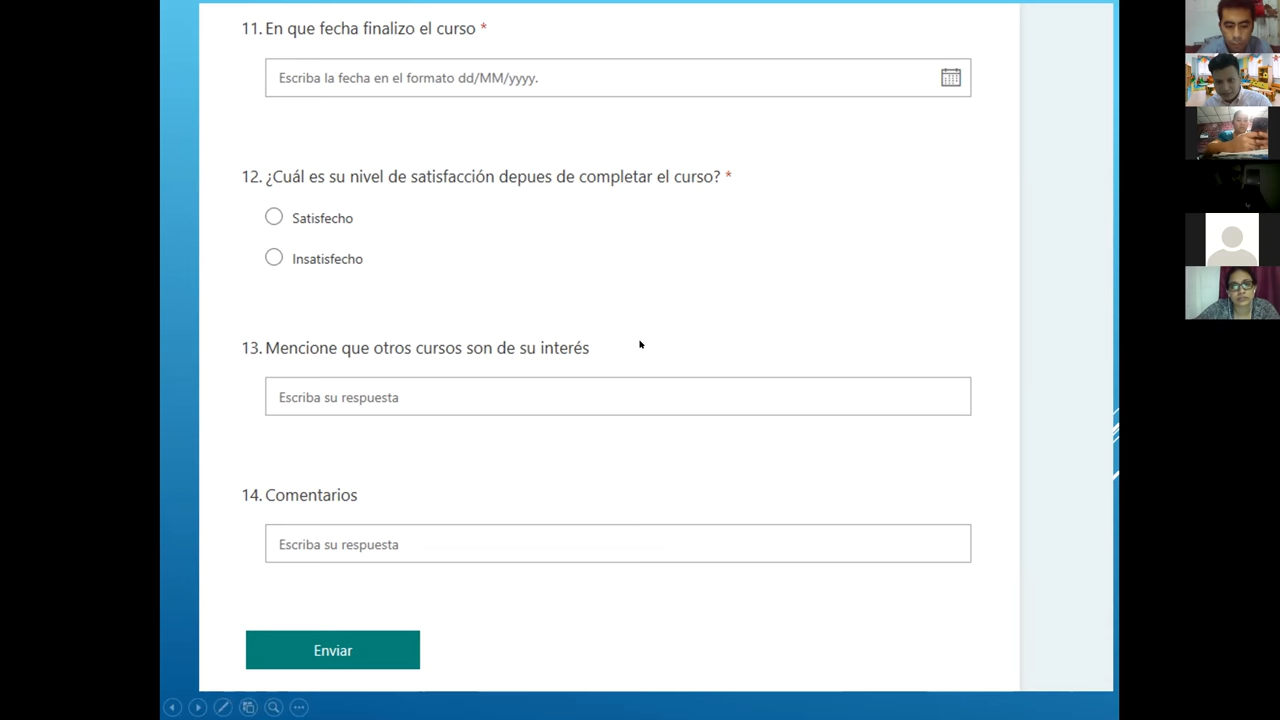 11. En que fecha finalizo el curso *
Escriba la fecha en el formato dd/MM/yyyy.
12. ¿Cuál es su nivel de satisfacción depues de completar el curso? *
Satisfecho
Insatisfecho
13. Mencione que otros cursos son de su interés
Escriba su respuesta
14. Comentarios
Escriba su respuesta
Enviar